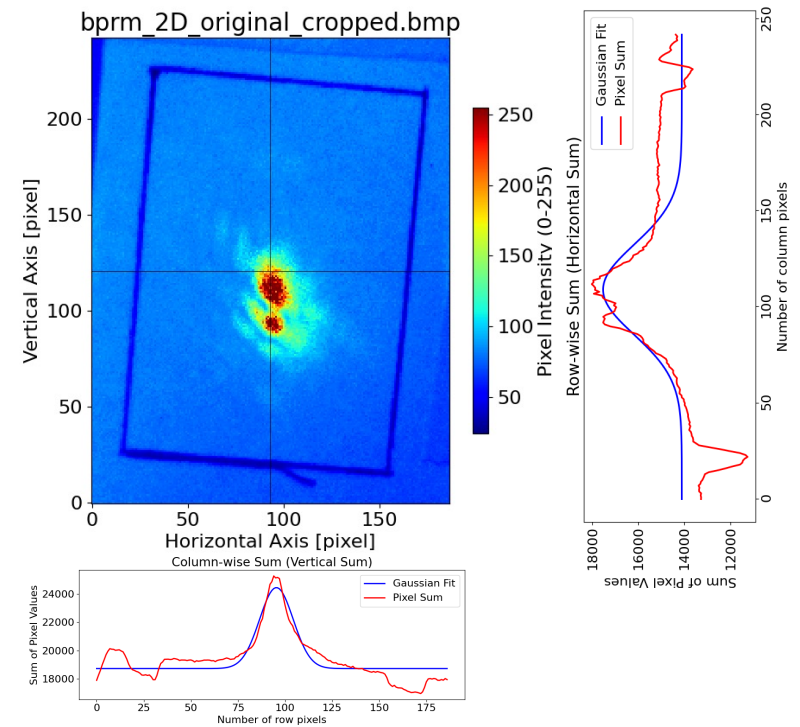 bprm_2D_original_cropped.bmp
Vertical Axis [pixel]
200
150
100
50
0
0 50 100 150
Horizontal Axis [pixel]
250
200
150
100
50
Pixel Intensity (0-255)
Row-wise Sum (Horizontal Sum)
Gaussian Fit
Pixel Sum
250
200
150
100
50
0
Number of column pixels
18000 16000 14000 12000
Sum of Pixel Values
Column-wise Sum (Vertical Sum)
Sum of Pixel Values
24000
22000
20000
18000
Gaussian Fit
Pixel Sum
0 25 50 75 100 125 150 175
Number of row pixels